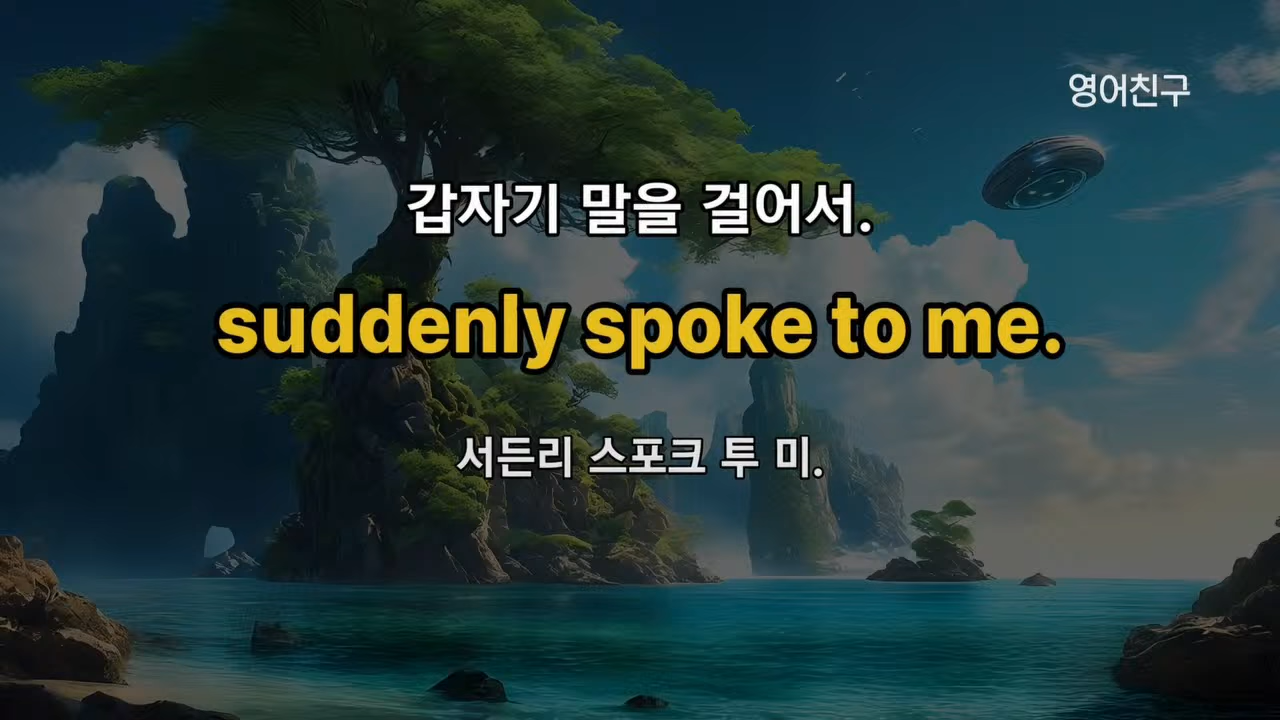 영어친구
갑자기 말을 걸어서.
suddenly spoke to me.
서든리 스포크 투 미.